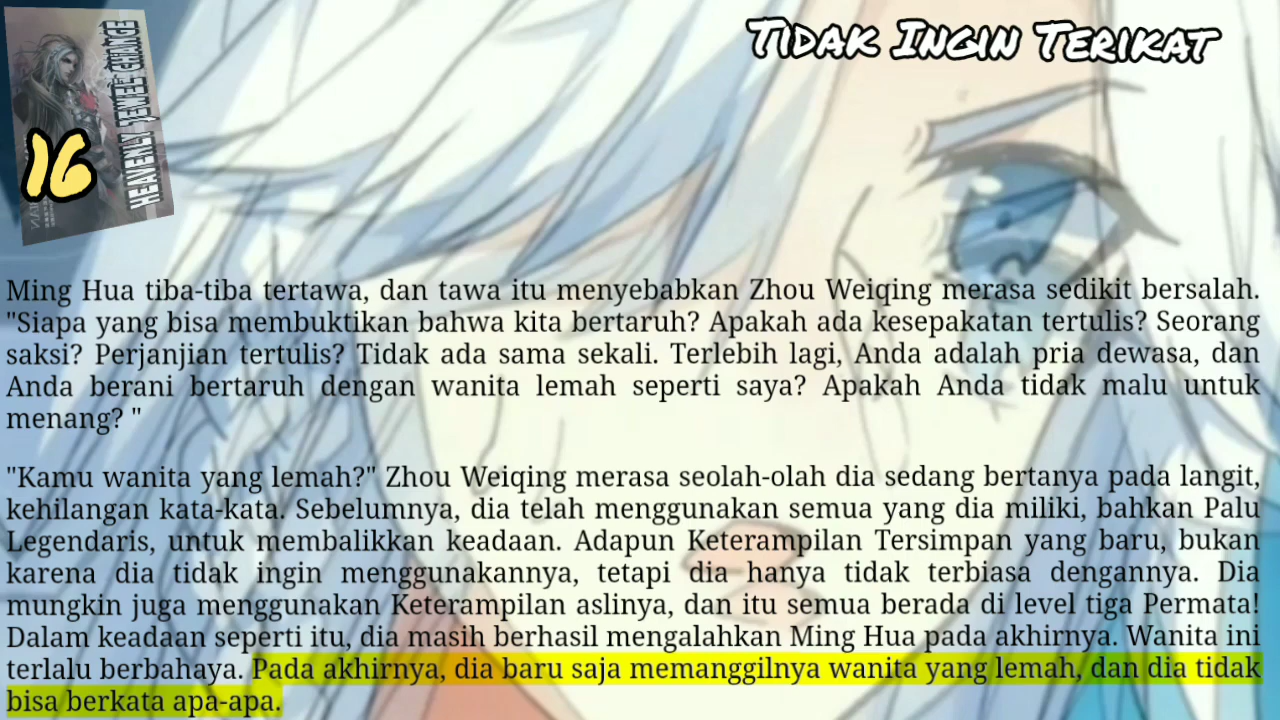 Tidak Ingin Terikat
HEAVENLY JEWEL CHANGE
16
Ming Hua tiba-tiba tertawa, dan tawa itu menyebabkan Zhou Weiqing merasa sedikit bersalah.
"Siapa yang bisa membuktikan bahwa kita bertaruh? Apakah ada kesepakatan tertulis? Seorang
saksi? Perjanjian tertulis? Tidak ada sama sekali. Terlebih lagi, Anda adalah pria dewasa, dan
Anda berani bertaruh dengan wanita lemah seperti saya? Apakah Anda tidak malu untuk
menang? "
"Kamu wanita yang lemah?" Zhou Weiqing merasa seolah-olah dia sedang bertanya pada langit,
kehilangan kata-kata. Sebelumnya, dia telah menggunakan semua yang dia miliki, bahkan Palu
Legendaris, untuk membalikkan keadaan. Adapun Keterampilan Tersimpan yang baru, bukan
karena dia tidak ingin menggunakannya, tetapi dia hanya tidak terbiasa dengannya. Dia
mungkin juga menggunakan Keterampilan aslinya, dan itu semua berada di level tiga Permata!
Dalam keadaan seperti itu, dia masih berhasil mengalahkan Ming Hua pada akhirnya. Wanita ini
terlalu berbahaya. Pada akhirnya, dia baru saja memanggilnya wanita yang lemah, dan dia tidak
bisa berkata apa-apa.